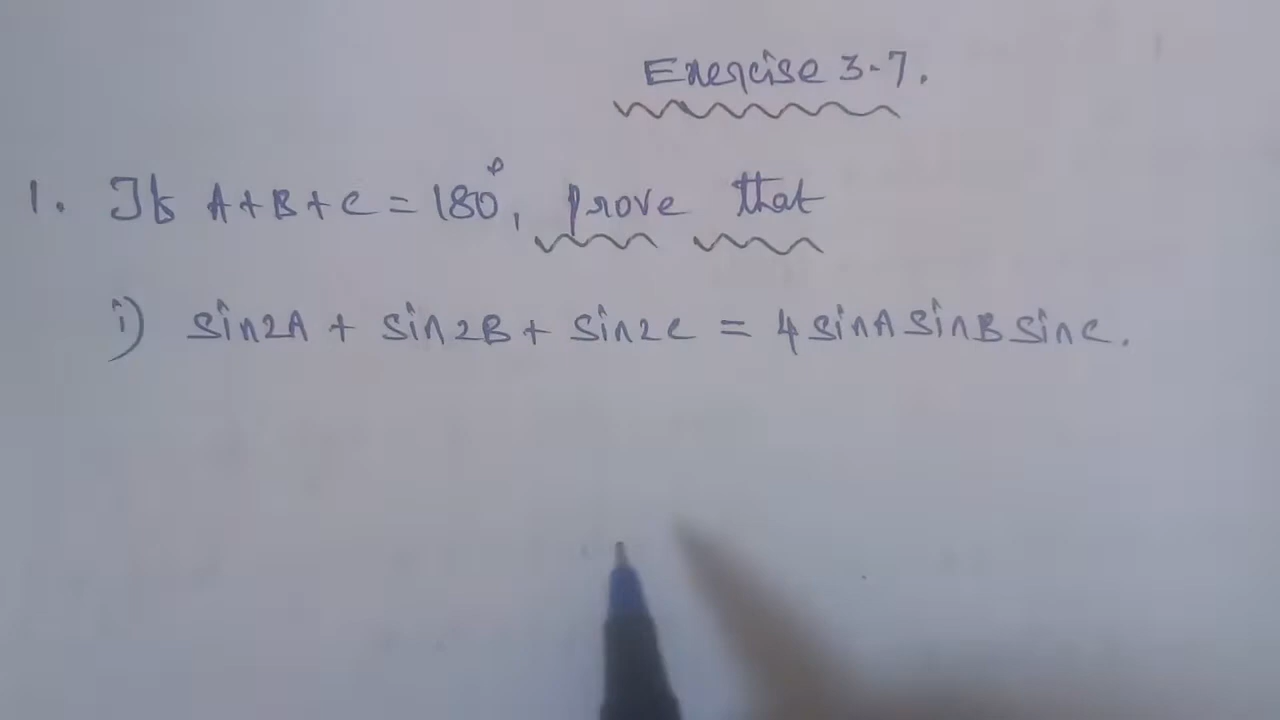 Exercise 3.7.
1. If A+B+C = 180°, prove that
i) sin2A + sin2B + sin2C = 4 sinA sinB sinC.